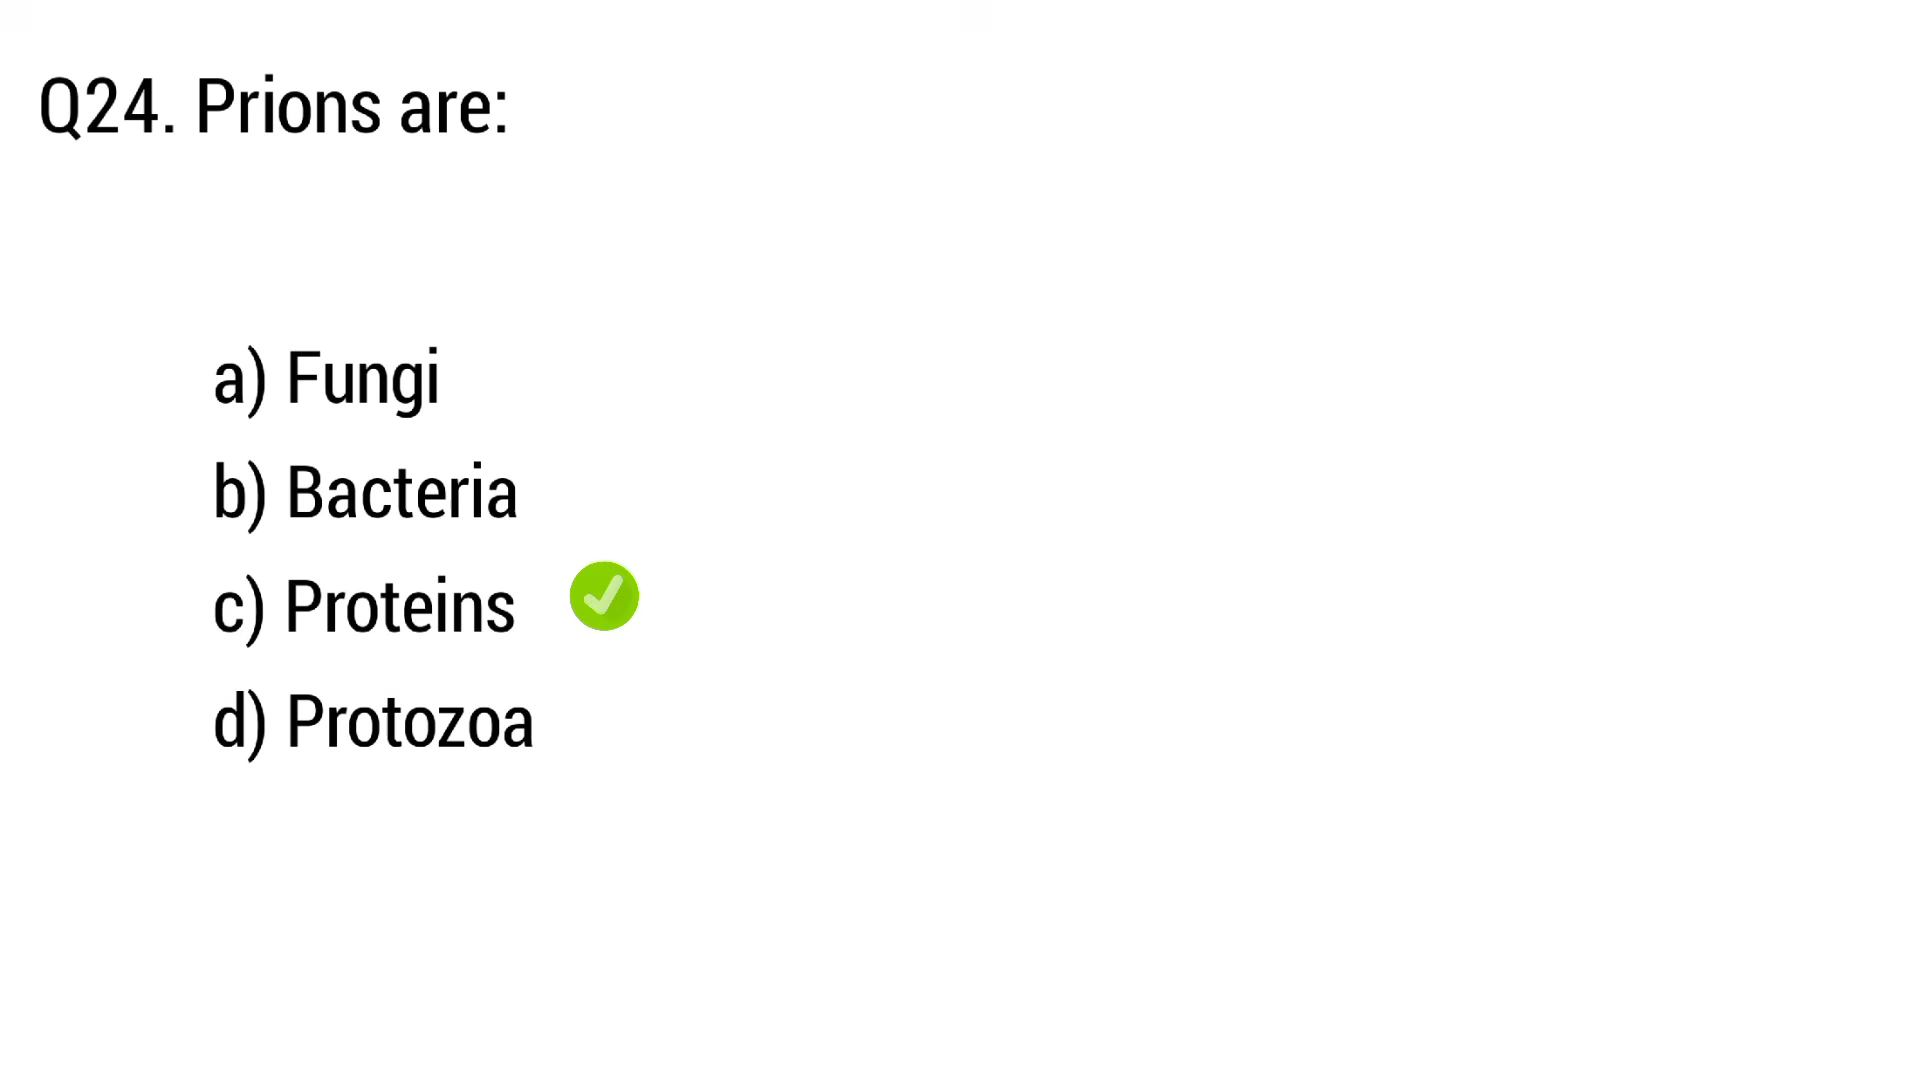 Q24. Prions are:
a) Fungi
b) Bacteria
c) Proteins
d) Protozoa